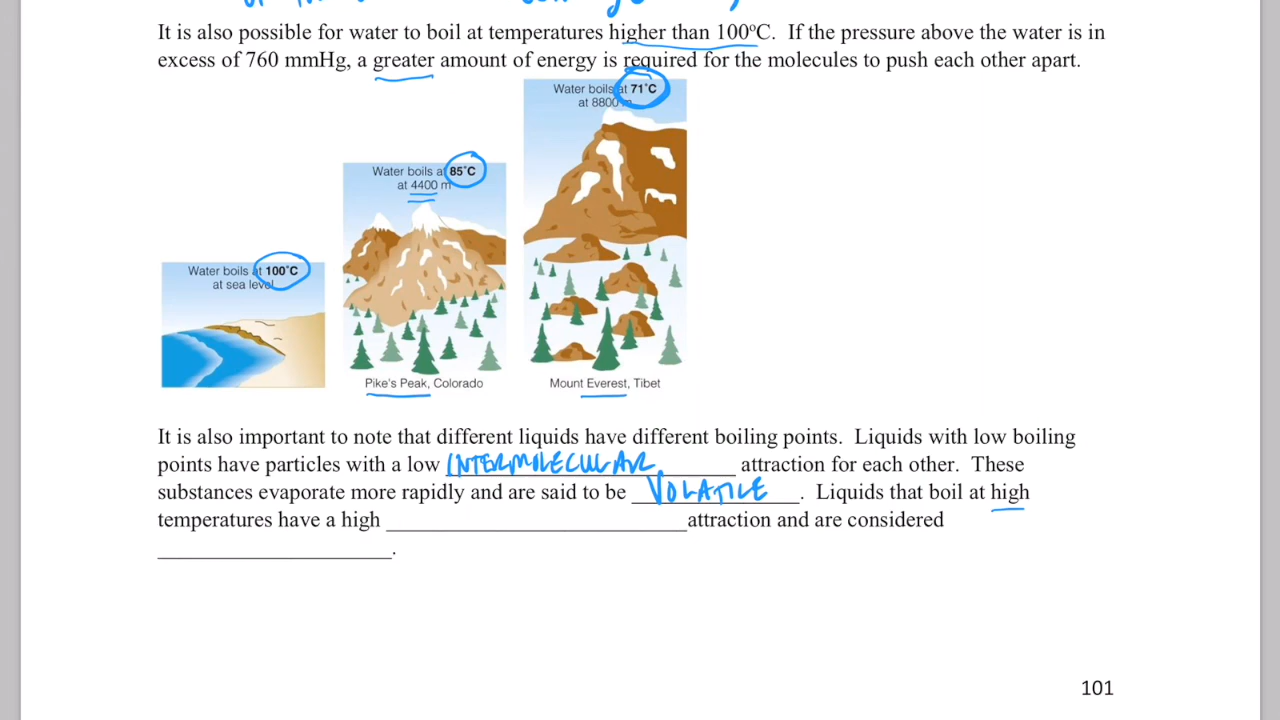 It is also possible for water to boil at temperatures higher than 100°C. If the pressure above the water is in
excess of 760 mmHg, a greater amount of energy is required for the molecules to push each other apart.
Water boils at 71°C
at 8800 m
Water boils at 85°C
at 4400 m
Water boils at 100°C
at sea level
Pike's Peak, Colorado
Mount Everest, Tibet
It is also important to note that different liquids have different boiling points. Liquids with low boiling
points have particles with a low INTERMOLECULAR attraction for each other. These
substances evaporate more rapidly and are said to be VOLATILE. Liquids that boil at high
temperatures have a high ____________________ attraction and are considered
____________________.
101